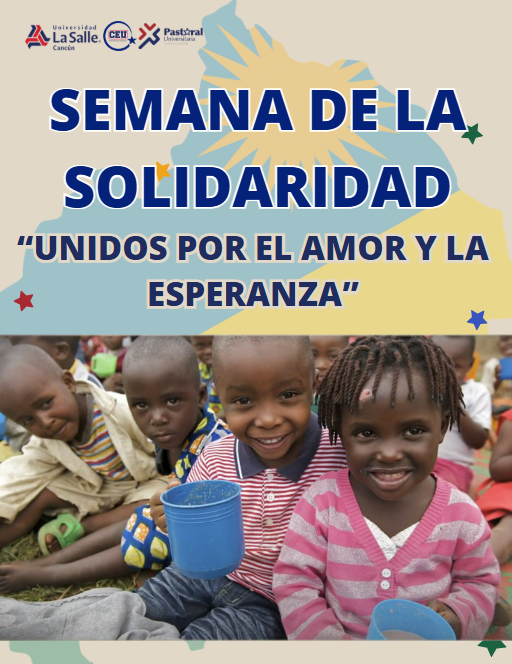 Universidad
La Salle
Cancún
CEU
Pastoral
Universitaria
SEMANA DE LA
SOLIDARIDAD
“UNIDOS POR EL AMOR Y LA
ESPERANZA”